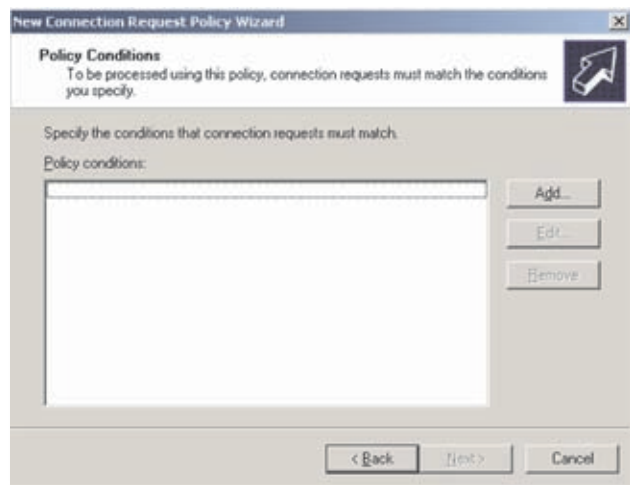 New Connection Request Policy Wizard
Policy Conditions
To be processed using this policy, connection requests must match the conditions
you specify.
Specify the conditions that connection requests must match.
Policy conditions:
Add...
Edit...
Remove
< Back
Next >
Cancel